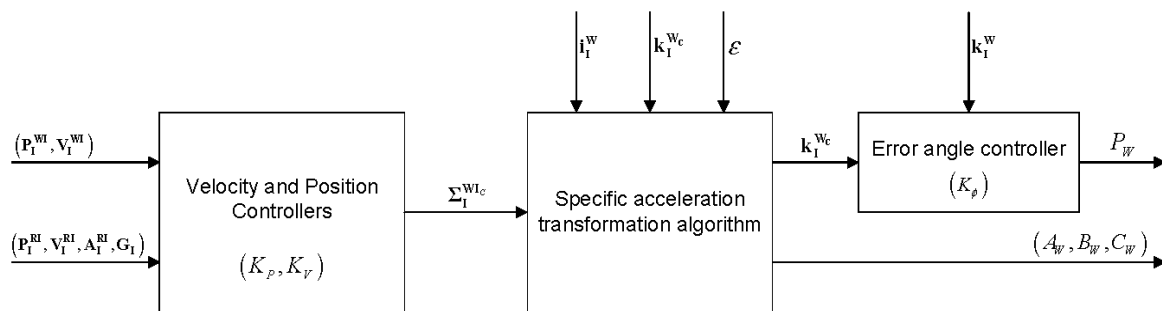 i_I^W k_I^{W_c} ε k_I^W
(P_I^{WI}, V_I^{WI})
(P_I^{RI}, V_I^{RI}, A_I^{RI}, G_I)
Velocity and Position
Controllers
(K_P, K_V)
Σ_I^{WI_C}
Specific acceleration
transformation algorithm
k_I^{W_c}
Error angle controller
(K_ϕ)
P_W
(A_W, B_W, C_W)